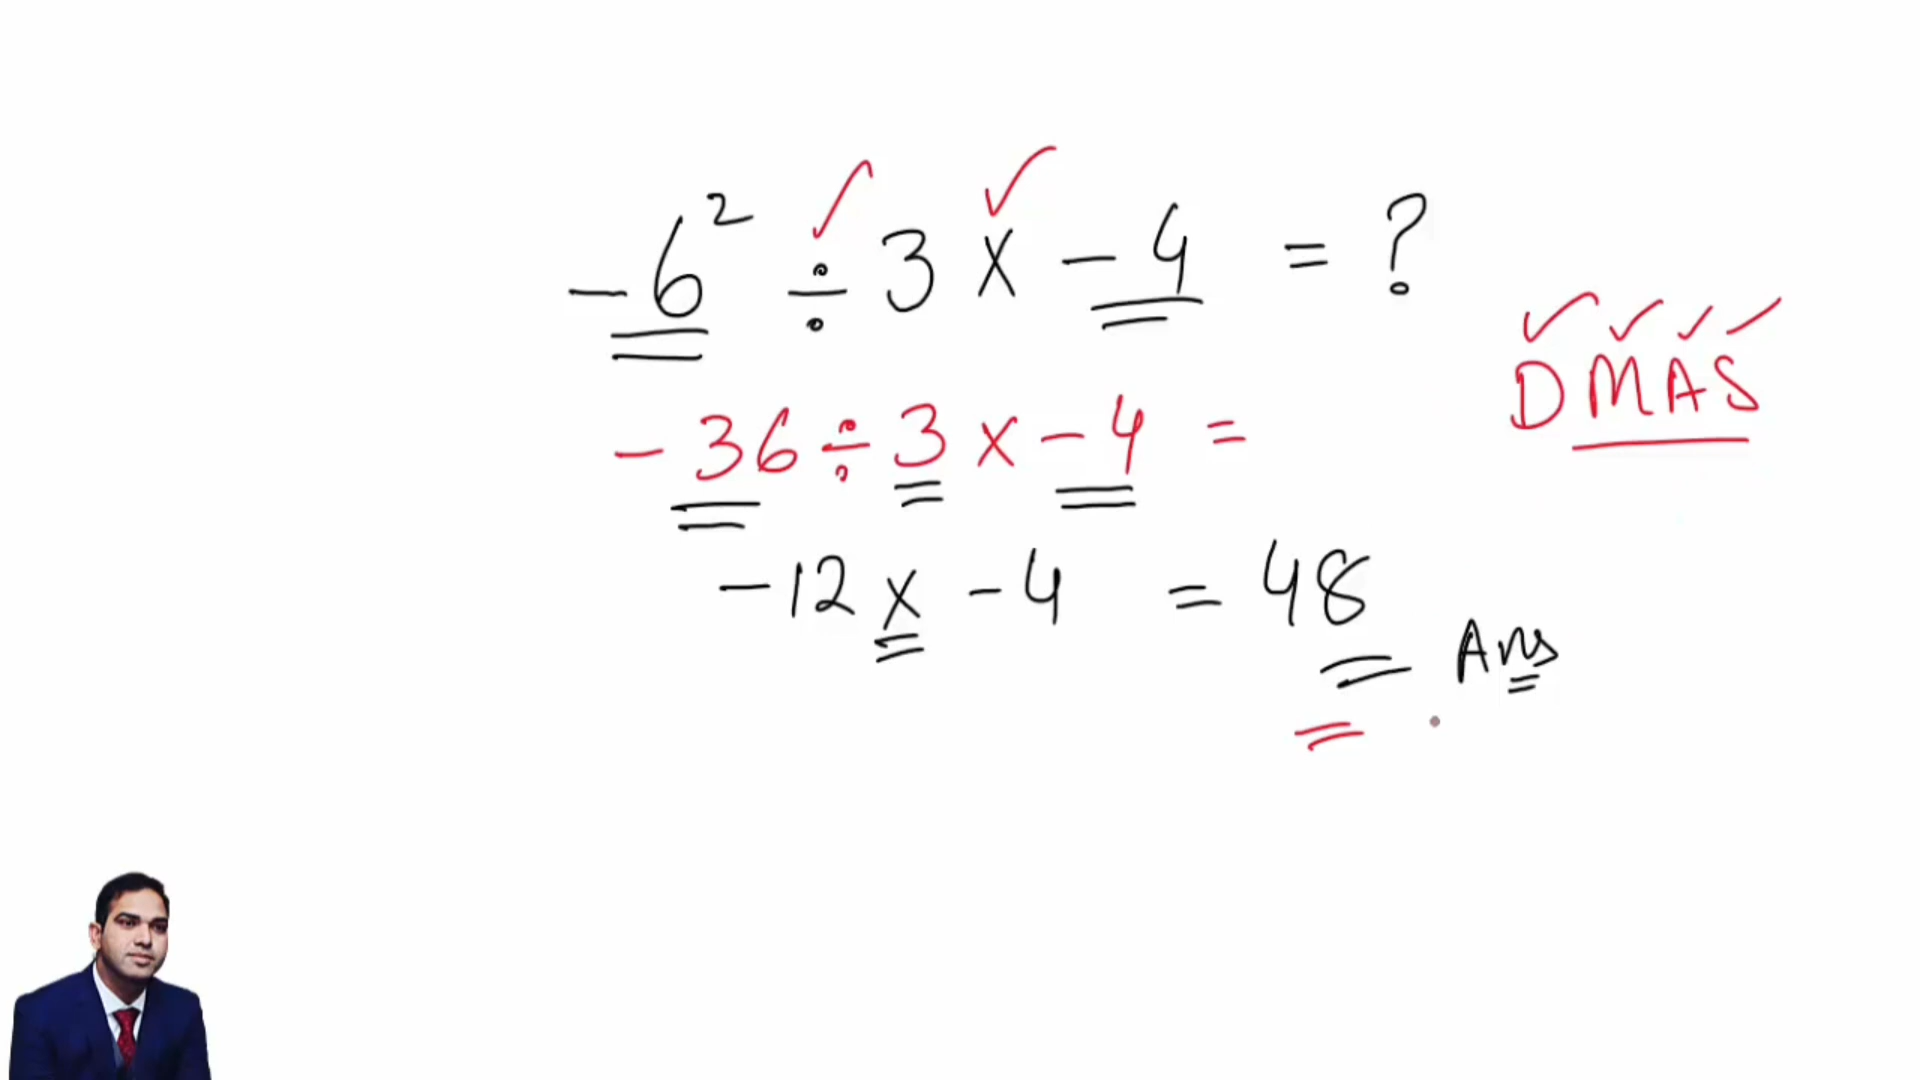 -6² ÷ 3 x -4 = ?
DMAS
-36 ÷ 3 x -4 =
-12 x -4 = 48
Ans